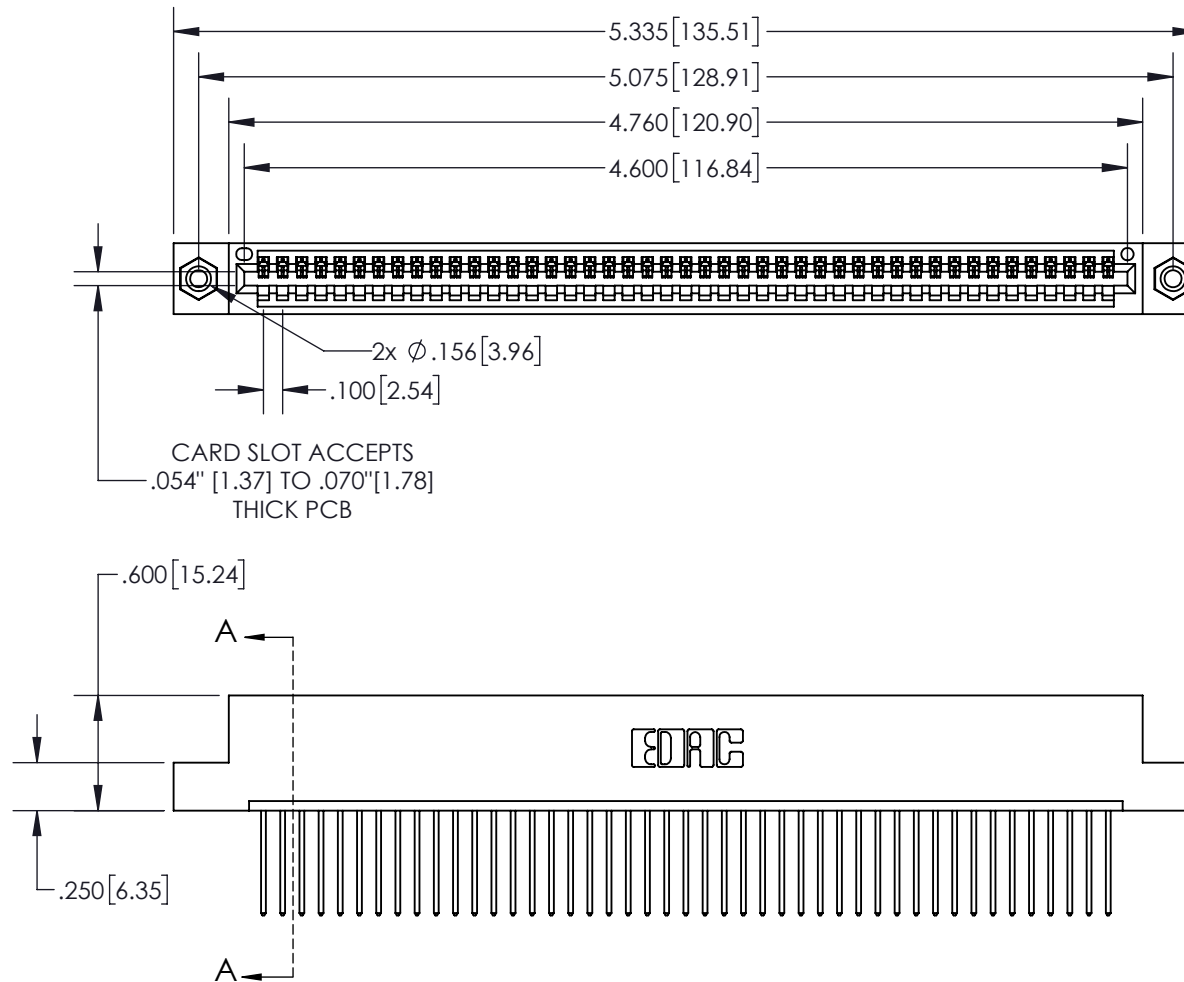 5.335[135.51]
5.075[128.91]
4.760[120.90]
4.600[116.84]
2x Ø.156[3.96]
.100[2.54]
CARD SLOT ACCEPTS
.054" [1.37] TO .070"[1.78]
THICK PCB
.600[15.24]
A
EDAC
.250[6.35]
A